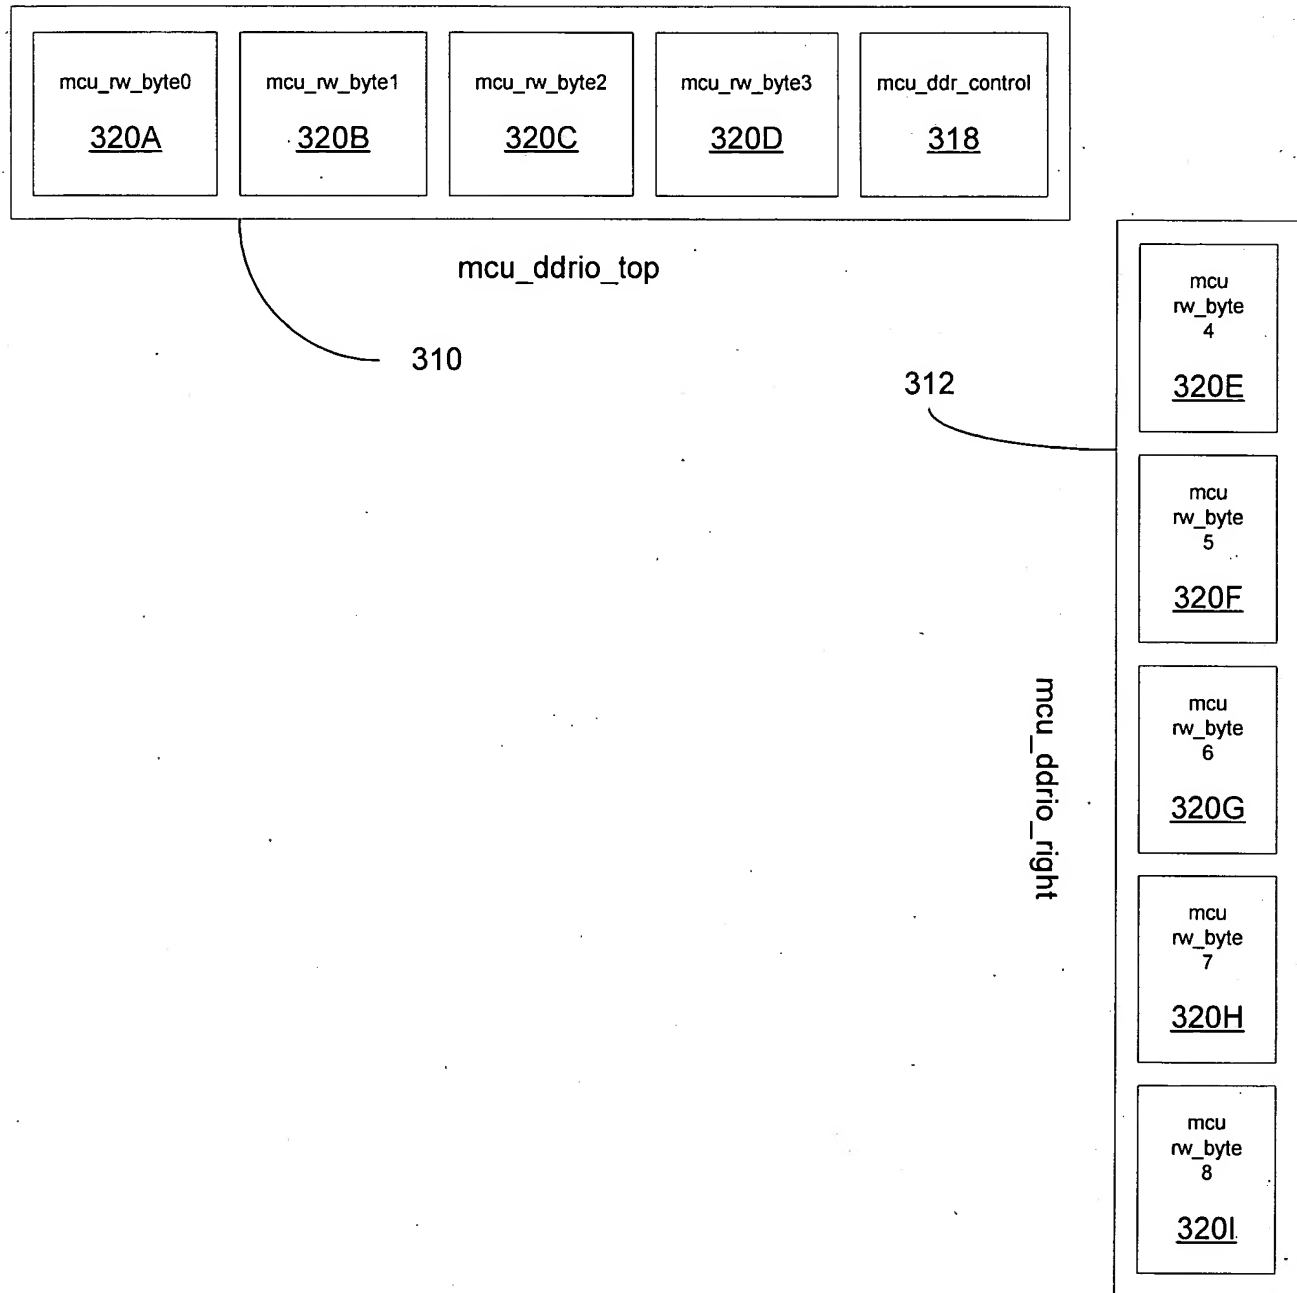 mcu_rw_byte0
320A
mcu_rw_byte1
320B
mcu_rw_byte2
320C
mcu_rw_byte3
320D
mcu_ddr_control
318
mcu_ddrio_top
310
312
mcu
rw_byte
4
320E
mcu
rw_byte
5
320F
mcu
rw_byte
6
320G
mcu_ddrio_right
mcu
rw_byte
7
320H
mcu
rw_byte
8
320I